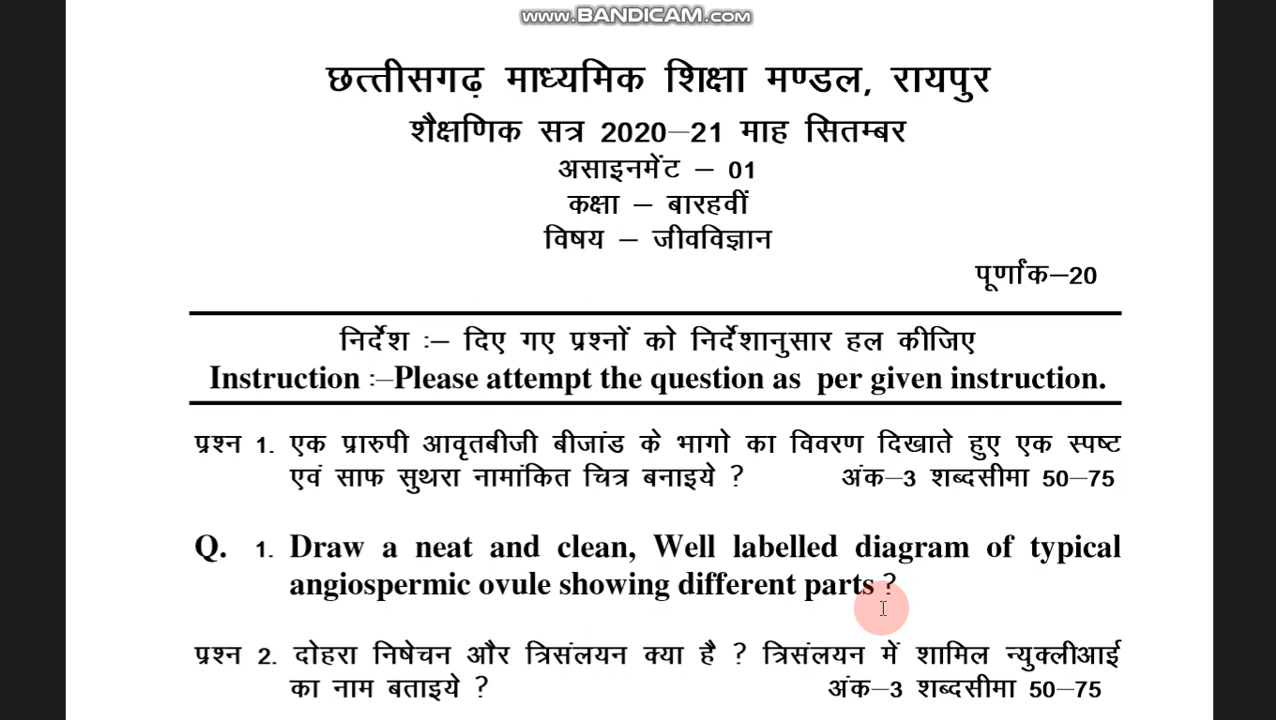 www.BANDICAM.com
छत्तीसगढ़ माध्यमिक शिक्षा मण्डल, रायपुर
शैक्षणिक सत्र 2020–21 माह सितम्बर
असाइनमेंट – 01
कक्षा – बारहवीं
विषय – जीवविज्ञान
पूर्णांक–20
निर्देश :– दिए गए प्रश्नों को निर्देशानुसार हल कीजिए
Instruction :–Please attempt the question as per given instruction.
प्रश्न 1. एक प्रारुपी आवृतबीजी बीजांड के भागो का विवरण दिखाते हुए एक स्पष्ट
एवं साफ सुथरा नामांकित चित्र बनाइये ? अंक–3 शब्दसीमा 50–75
Q. 1. Draw a neat and clean, Well labelled diagram of typical
angiospermic ovule showing different parts ?
प्रश्न 2. दोहरा निषेचन और त्रिसंलयन क्या है ? त्रिसंलयन में शामिल न्युक्लीआई
का नाम बताइये ? अंक–3 शब्दसीमा 50–75